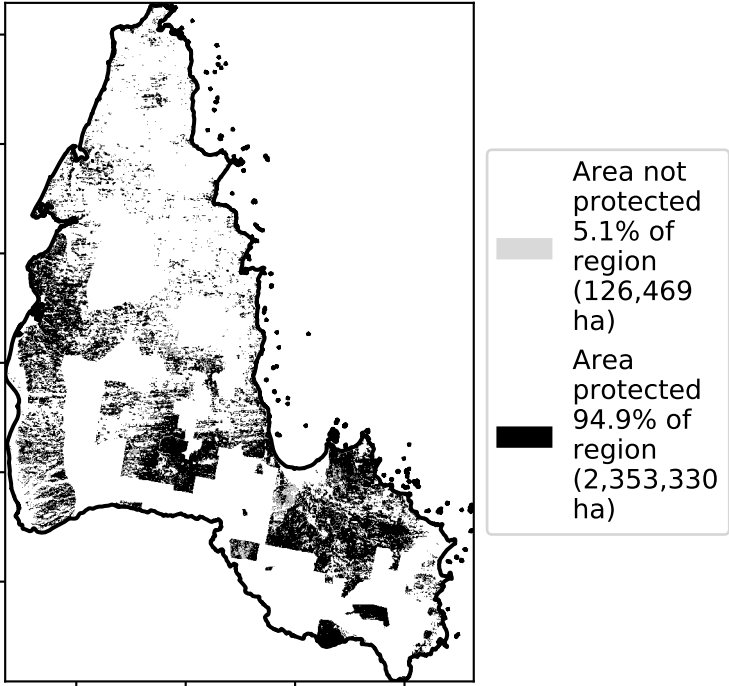 Area not
protected
5.1% of
region
(126,469
ha)
Area
protected
94.9% of
region
(2,353,330
ha)